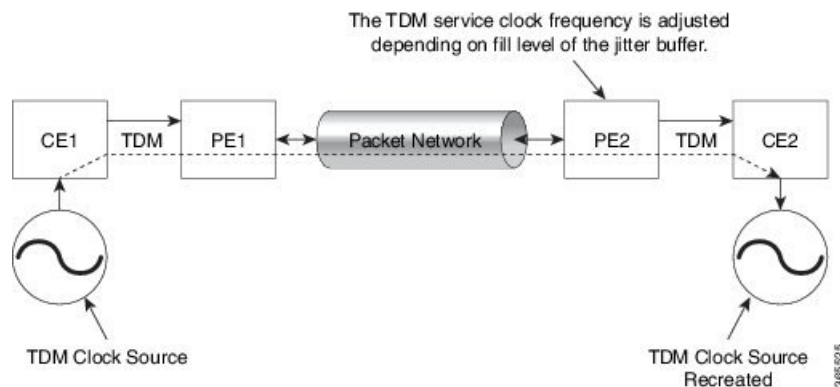 The TDM service clock frequency is adjusted
depending on fill level of the jitter buffer.
CE1
TDM
PE1
Packet Network
PE2
TDM
CE2
TDM Clock Source
TDM Clock Source
Recreated